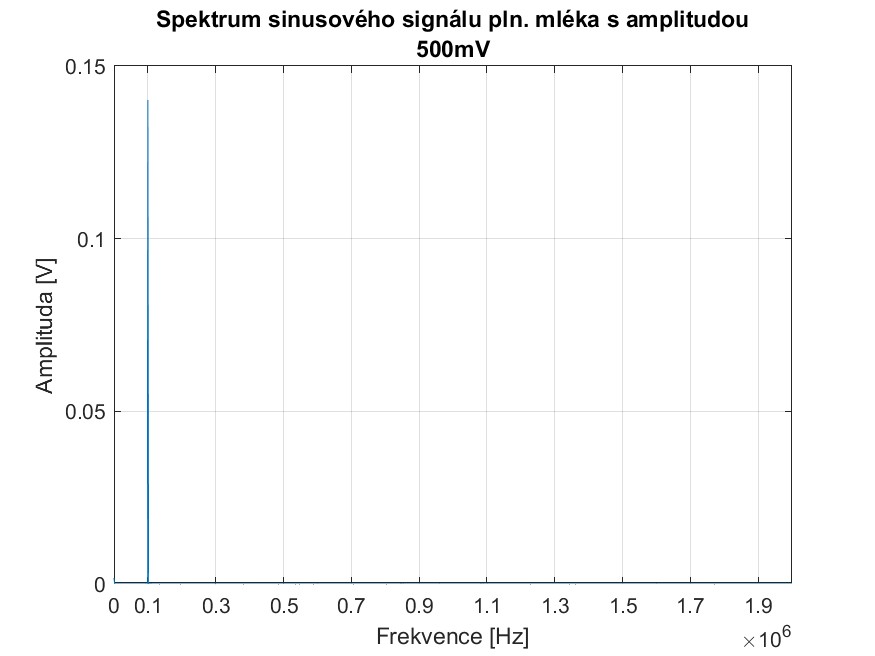 Spektrum sinusového signálu pln. mléka s amplitudou
500mV
0.15
0.1
0.05
0
Amplituda [V]
0 0.1 0.3 0.5 0.7 0.9 1.1 1.3 1.5 1.7 1.9
Frekvence [Hz]
×10⁶